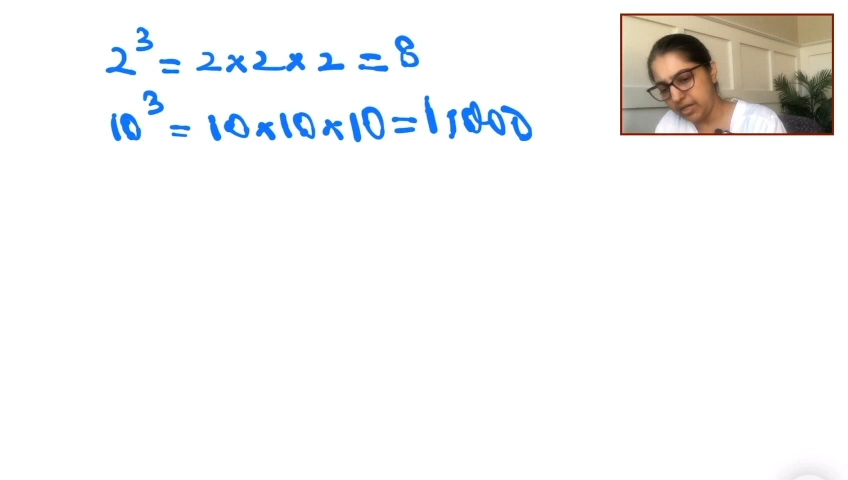 2³ = 2 × 2 × 2 = 8
10³ = 10 × 10 × 10 = 1,000